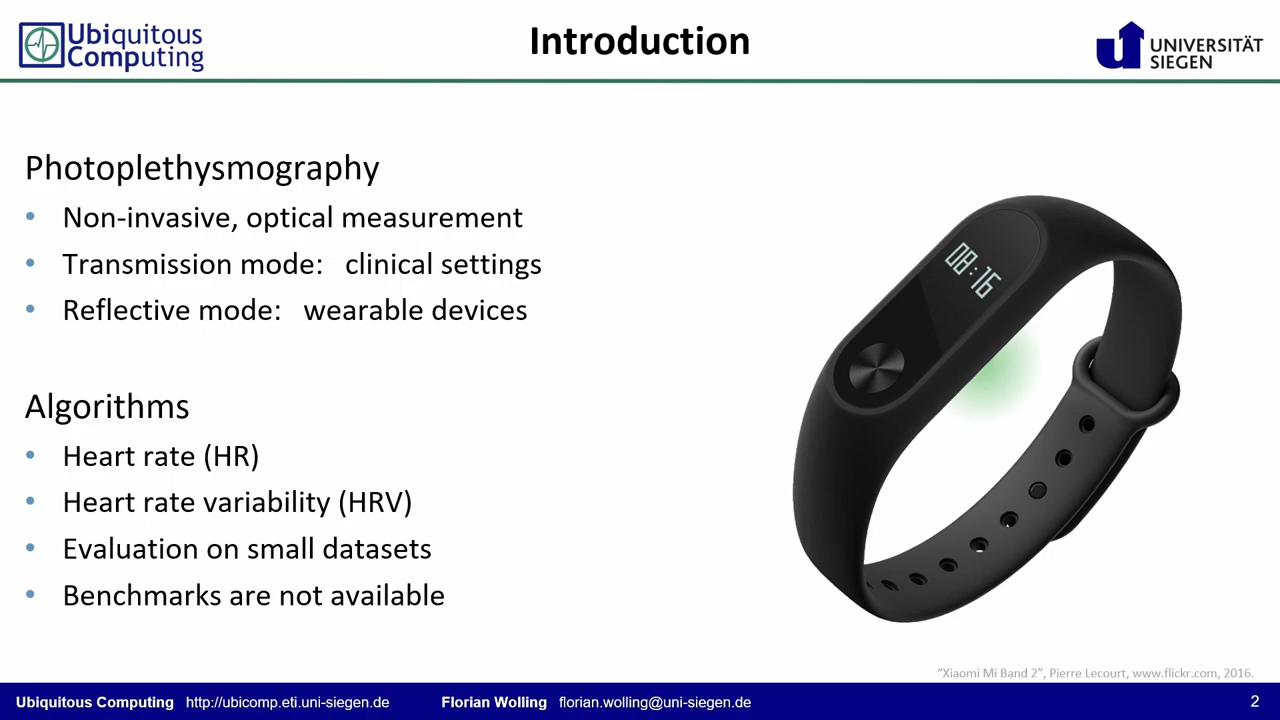 Ubiquitous
Computing
Introduction
UNIVERSITÄT
SIEGEN
Photoplethysmography
• Non-invasive, optical measurement
• Transmission mode: clinical settings
• Reflective mode: wearable devices
Algorithms
• Heart rate (HR)
• Heart rate variability (HRV)
• Evaluation on small datasets
• Benchmarks are not available
08:16
"Xiaomi Mi Band 2", Pierre Lecourt, www.flickr.com, 2016.
Ubiquitous Computing http://ubicomp.eti.uni-siegen.de Florian Wolling florian.wolling@uni-siegen.de 2